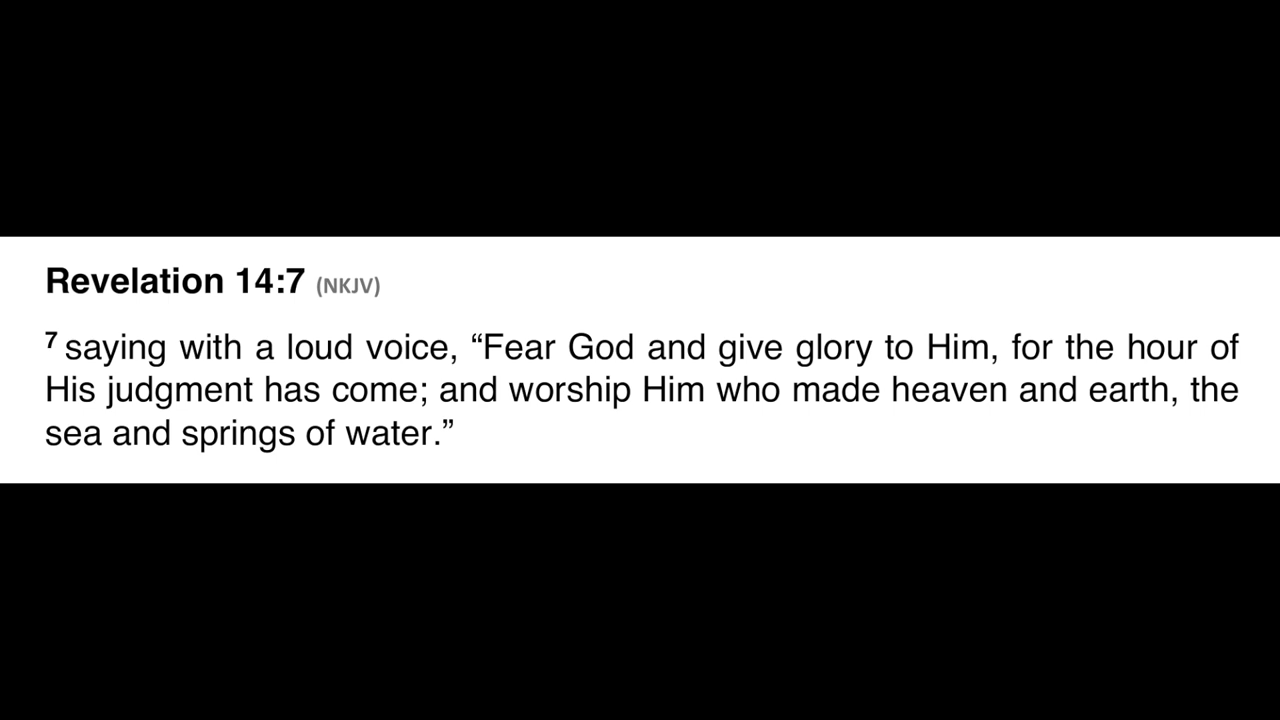 Revelation 14:7 (NKJV)
7 saying with a loud voice, “Fear God and give glory to Him, for the hour of
His judgment has come; and worship Him who made heaven and earth, the
sea and springs of water.”